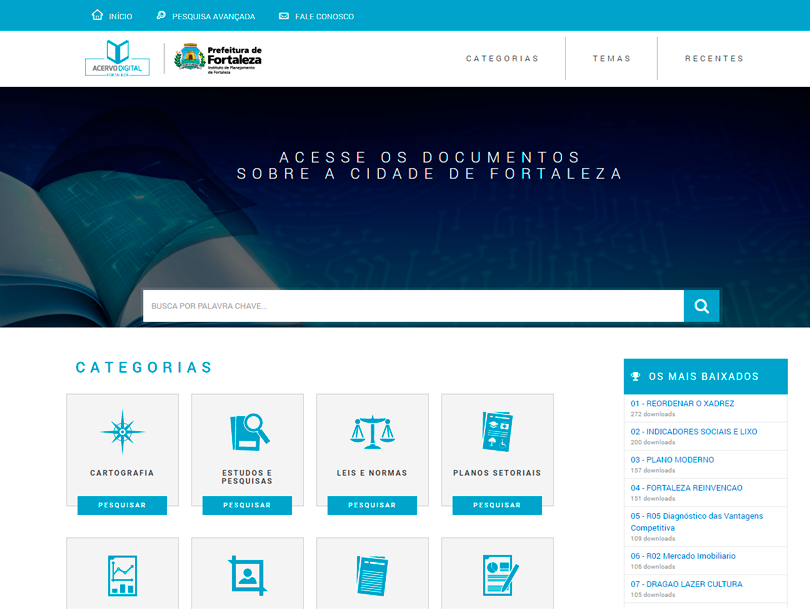 INÍCIO
PESQUISA AVANÇADA
FALE CONOSCO
ACERVO DIGITAL
FORTALEZA
Prefeitura de
Fortaleza
Instituto de Planejamento
de Fortaleza
CATEGORIAS
TEMAS
RECENTES
ACESSE OS DOCUMENTOS
SOBRE A CIDADE DE FORTALEZA
BUSCA POR PALAVRA CHAVE...
CATEGORIAS
CARTOGRAFIA
PESQUISAR
ESTUDOS E
PESQUISAS
PESQUISAR
LEIS E NORMAS
PESQUISAR
PLANOS SETORIAIS
PESQUISAR
OS MAIS BAIXADOS
01 - REORDENAR O XADREZ
272 downloads
02 - INDICADORES SOCIAIS E LIXO
200 downloads
03 - PLANO MODERNO
157 downloads
04 - FORTALEZA REINVENCAO
151 downloads
05 - R05 Diagnóstico das Vantagens
Competitiva
109 downloads
06 - R02 Mercado Imobiliario
106 downloads
07 - DRAGAO LAZER CULTURA
105 downloads